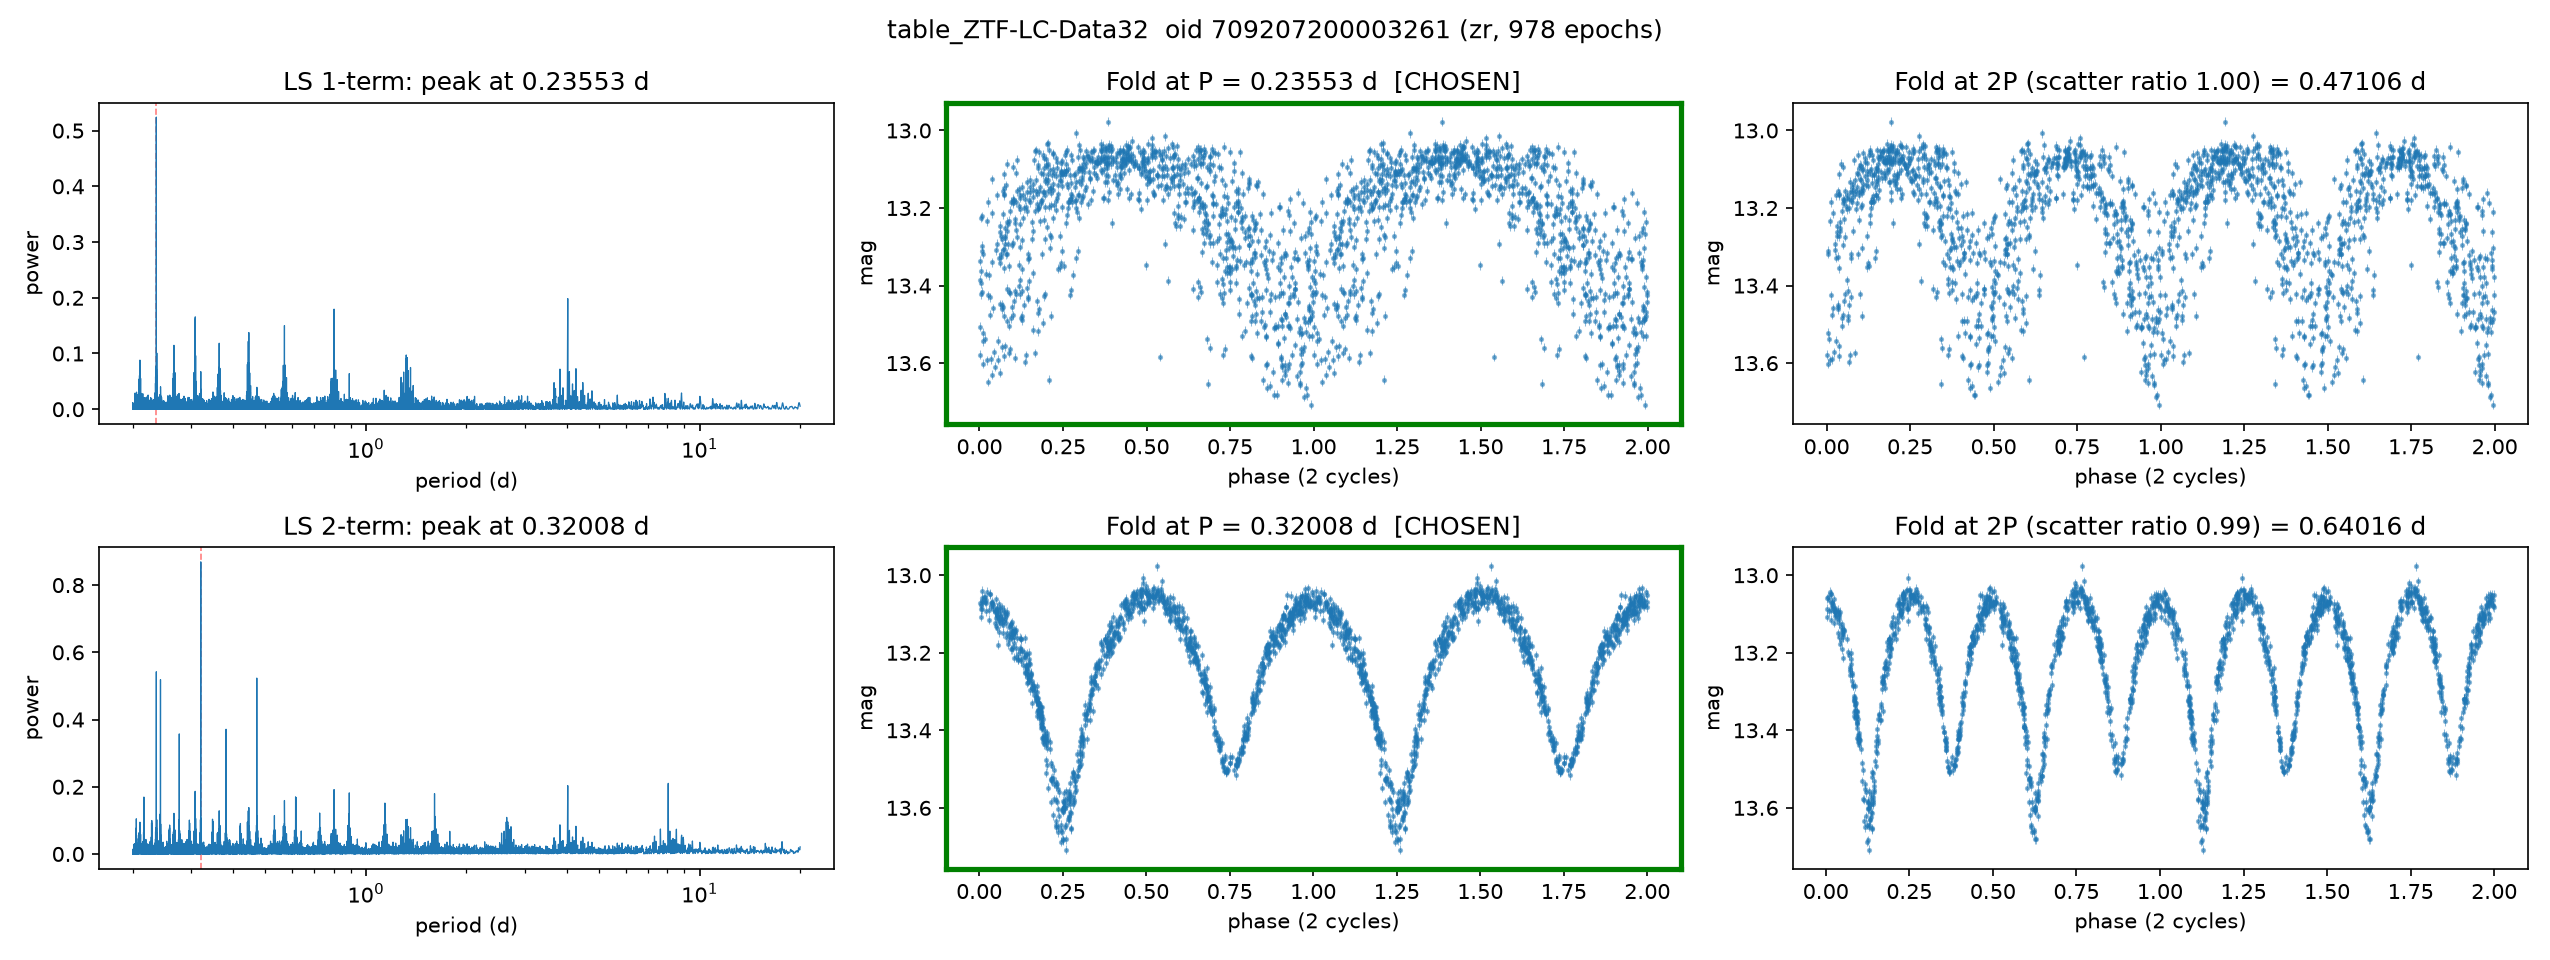 table_ZTF-LC-Data32  oid 709207200003261 (zr, 978 epochs)
LS 1-term: peak at 0.23553 d
power
0.5
0.4
0.3
0.2
0.1
0.0
10⁰
10¹
period (d)
Fold at P = 0.23553 d  [CHOSEN]
mag
13.0
13.2
13.4
13.6
0.00 0.25 0.50 0.75 1.00 1.25 1.50 1.75 2.00
phase (2 cycles)
Fold at 2P (scatter ratio 1.00) = 0.47106 d
mag
13.0
13.2
13.4
13.6
0.00 0.25 0.50 0.75 1.00 1.25 1.50 1.75 2.00
phase (2 cycles)
LS 2-term: peak at 0.32008 d
power
0.8
0.6
0.4
0.2
0.0
10⁰
10¹
period (d)
Fold at P = 0.32008 d  [CHOSEN]
mag
13.0
13.2
13.4
13.6
0.00 0.25 0.50 0.75 1.00 1.25 1.50 1.75 2.00
phase (2 cycles)
Fold at 2P (scatter ratio 0.99) = 0.64016 d
mag
13.0
13.2
13.4
13.6
0.00 0.25 0.50 0.75 1.00 1.25 1.50 1.75 2.00
phase (2 cycles)